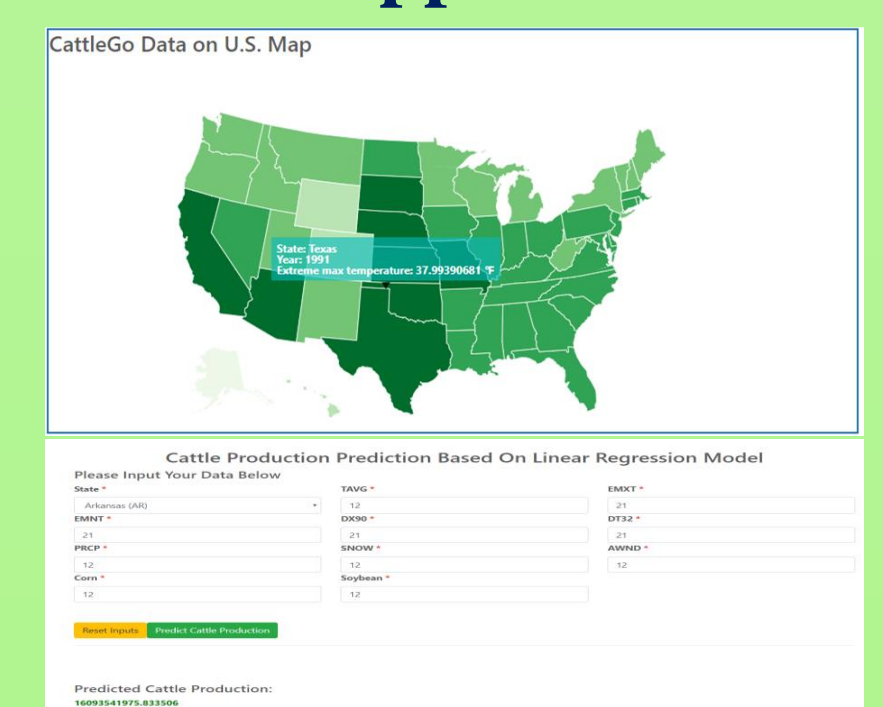 CattleGo Data on U.S. Map
State: Texas
Year: 1991
Extreme max temperature: 37.99390681 °F
Cattle Production Prediction Based On Linear Regression Model
Please Input Your Data Below
State * TAVG * EMXT *
Arkansas (AR) 12 21
EMNT * DX90 * DT32 *
21 21 21
PRCP * SNOW * AWND *
12 12 12
Corn * Soybean *
12 12
Reset Inputs Predict Cattle Production
Predicted Cattle Production:
16093541975.833506